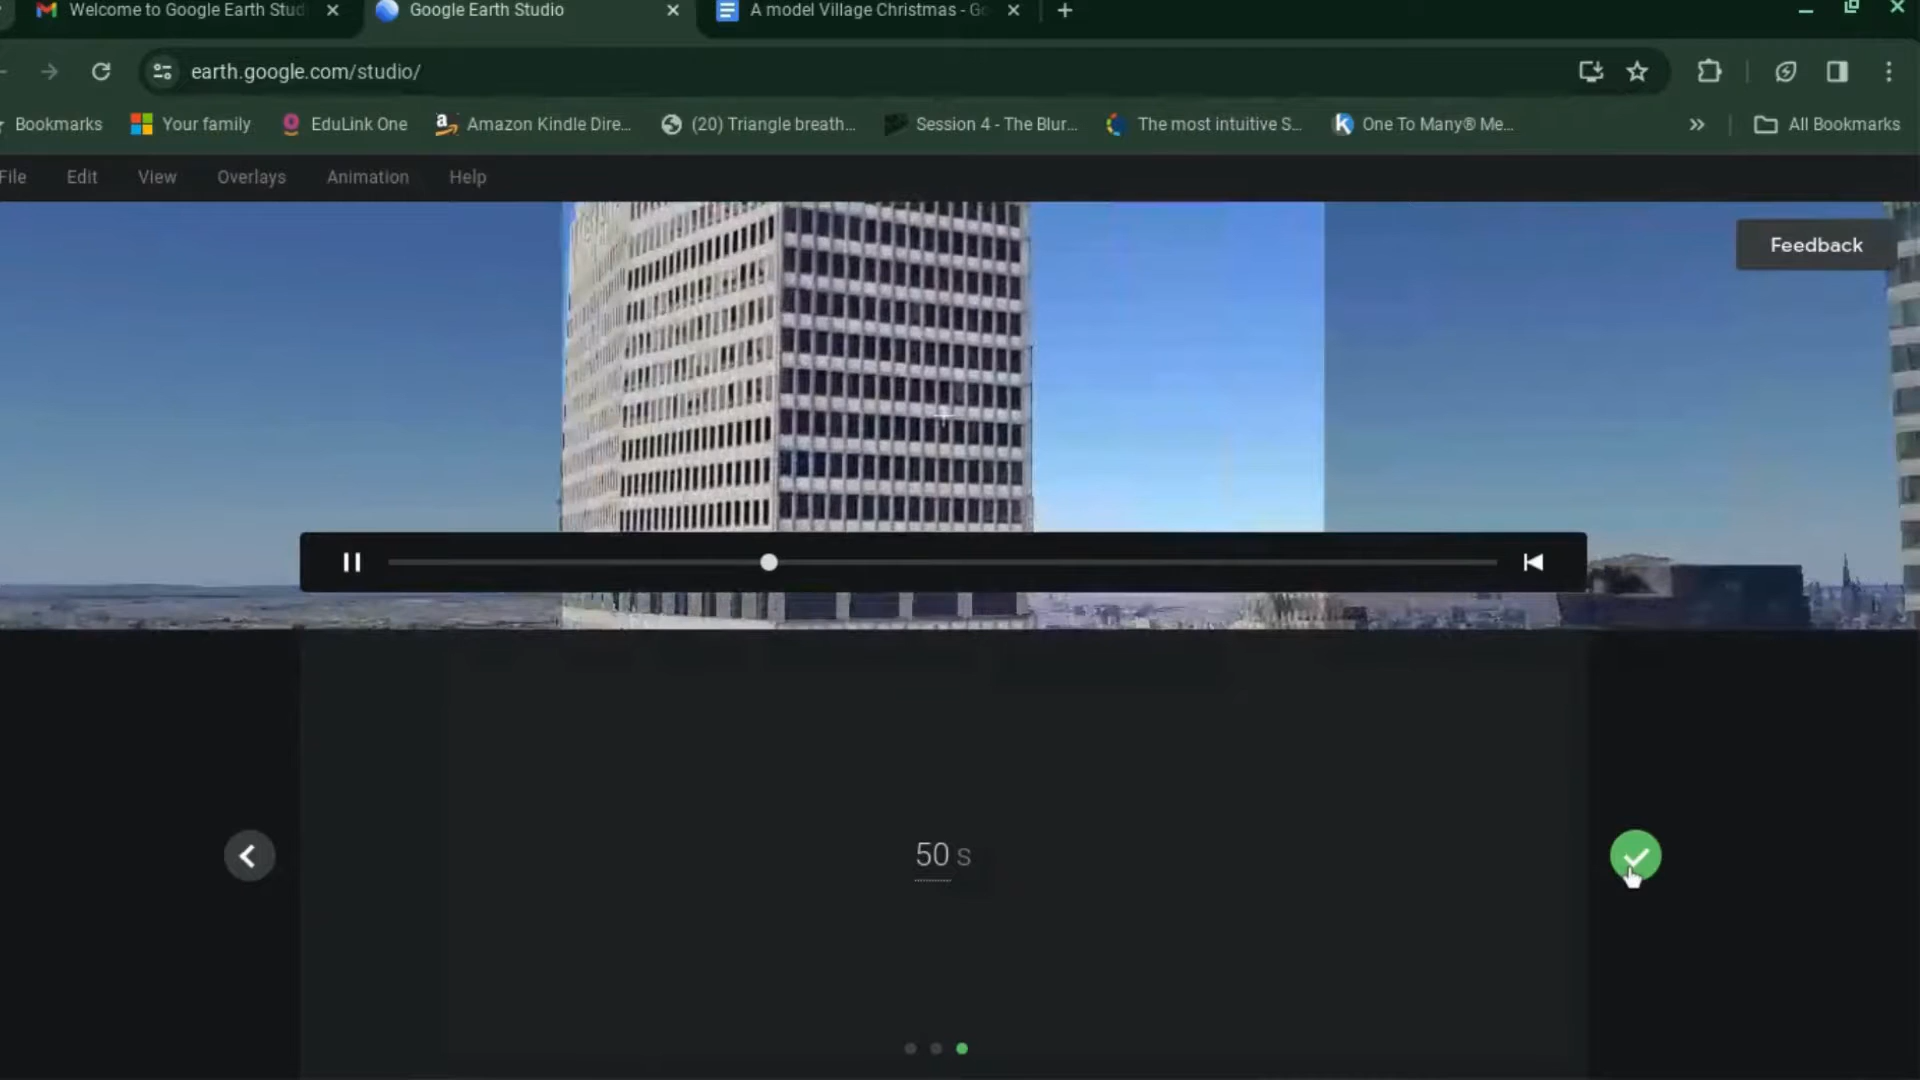 Welcome to Google Earth Stud
Google Earth Studio
A model Village Christmas - Go
earth.google.com/studio/
Bookmarks
Your family
EduLink One
Amazon Kindle Dire...
(20) Triangle breath...
Session 4 - The Blur...
The most intuitive S...
One To Many® Me...
All Bookmarks
File
Edit
View
Overlays
Animation
Help
Feedback
50 s